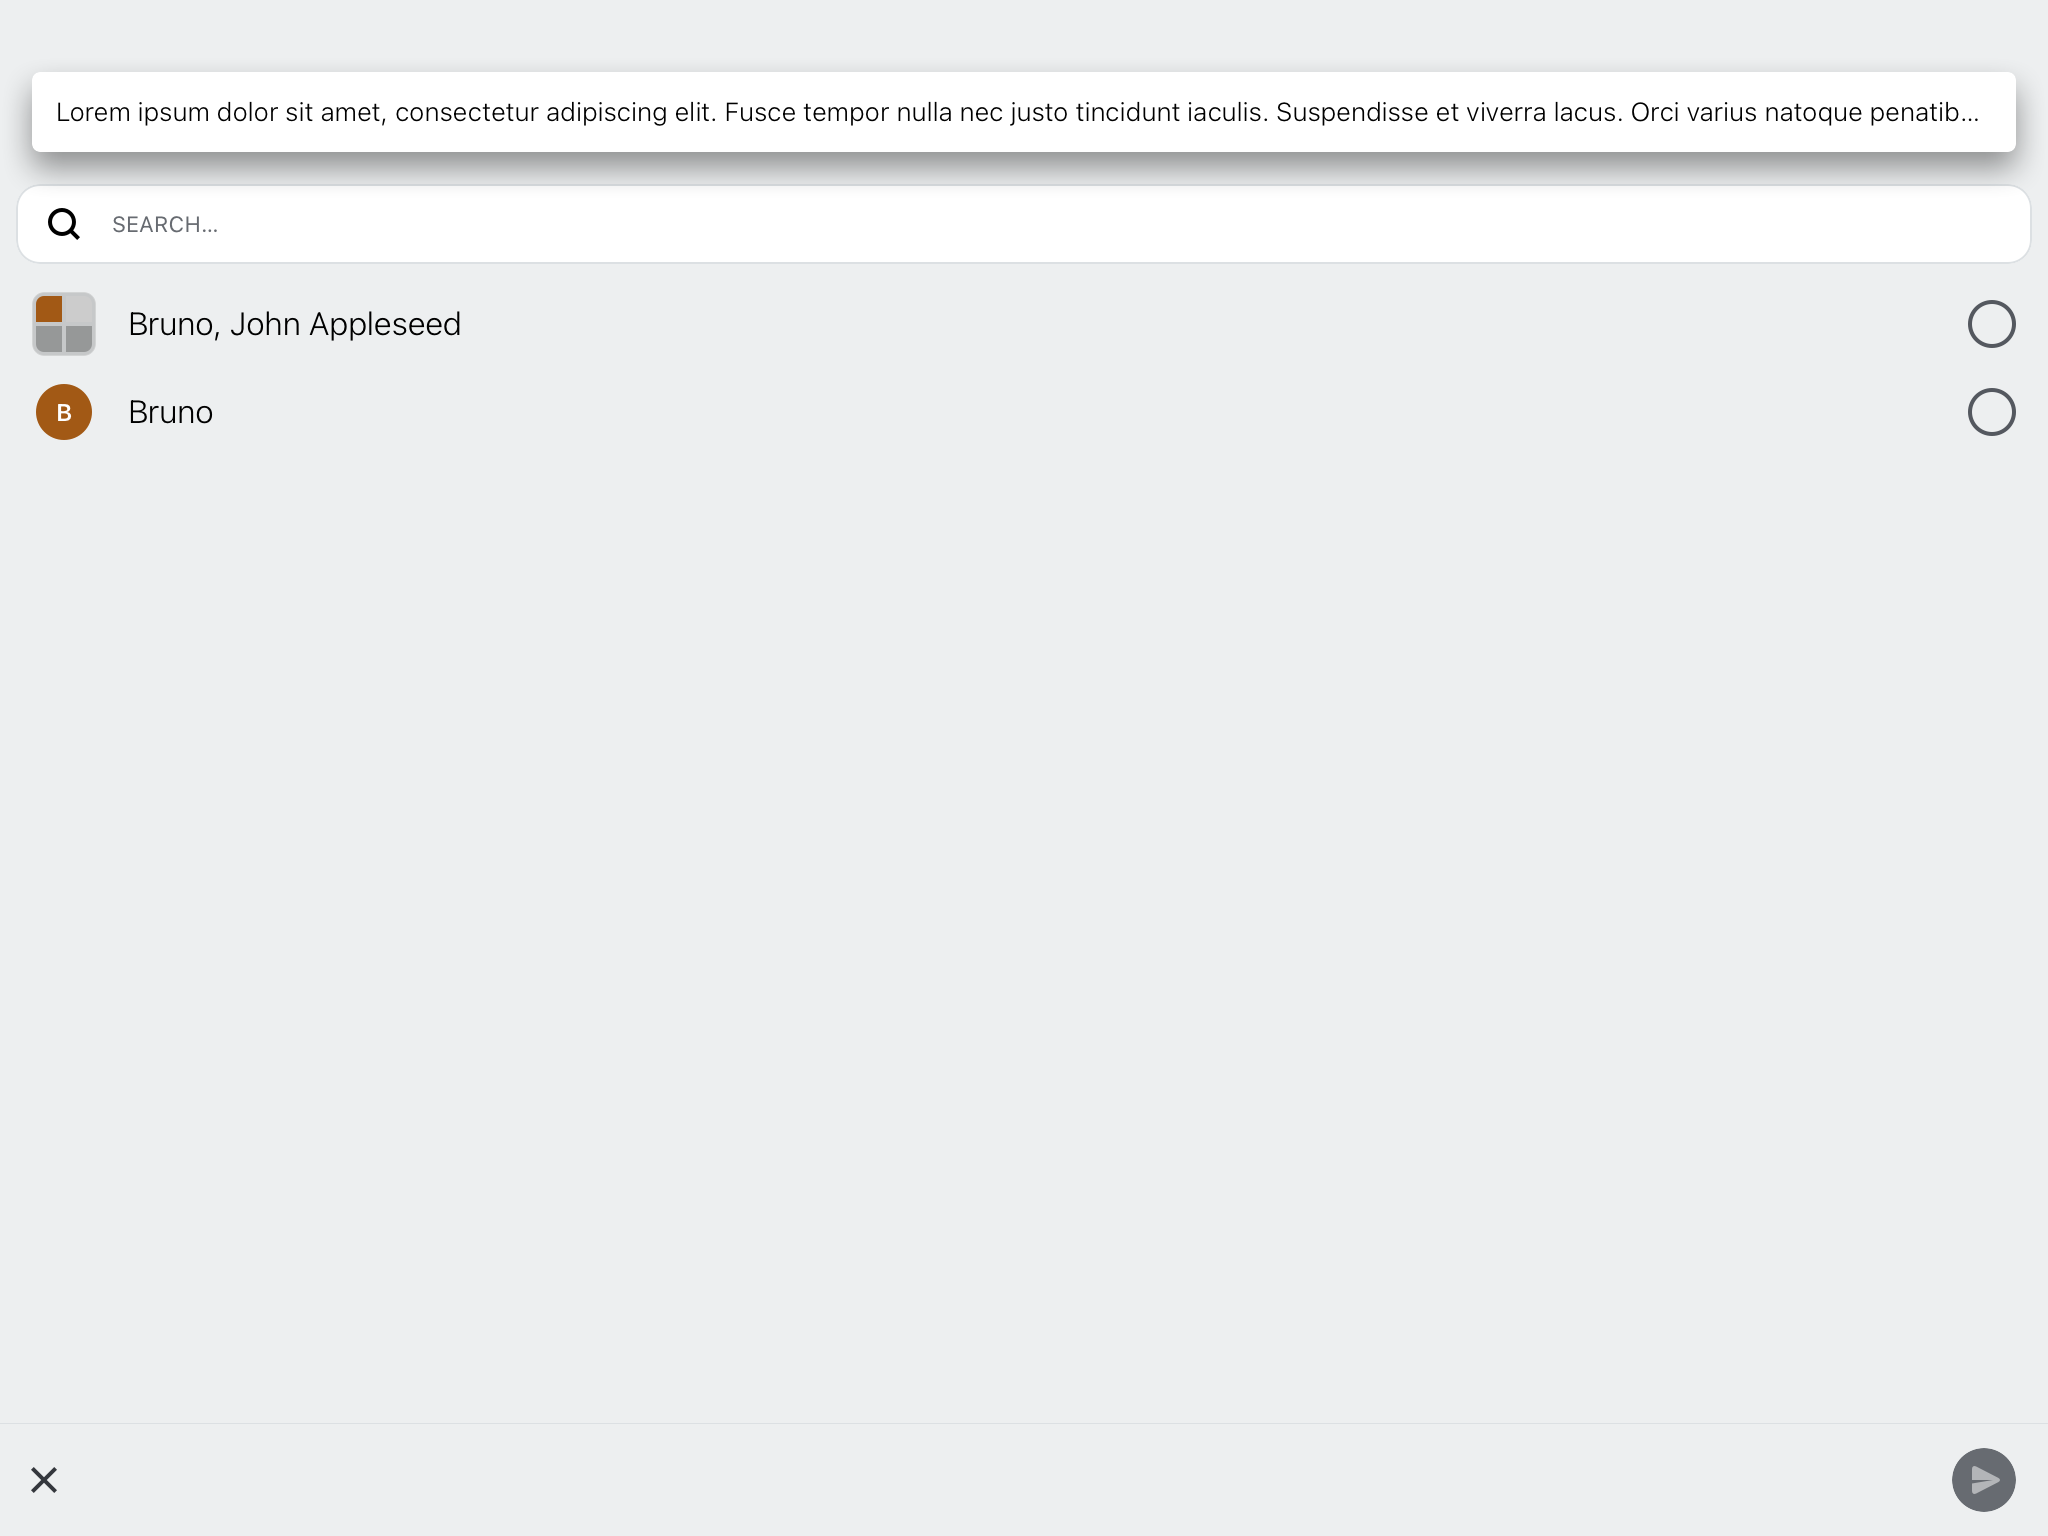 Lorem ipsum dolor sit amet, consectetur adipiscing elit. Fusce tempor nulla nec justo tincidunt iaculis. Suspendisse et viverra lacus. Orci varius natoque penatib...
SEARCH...
Bruno, John Appleseed
B
Bruno